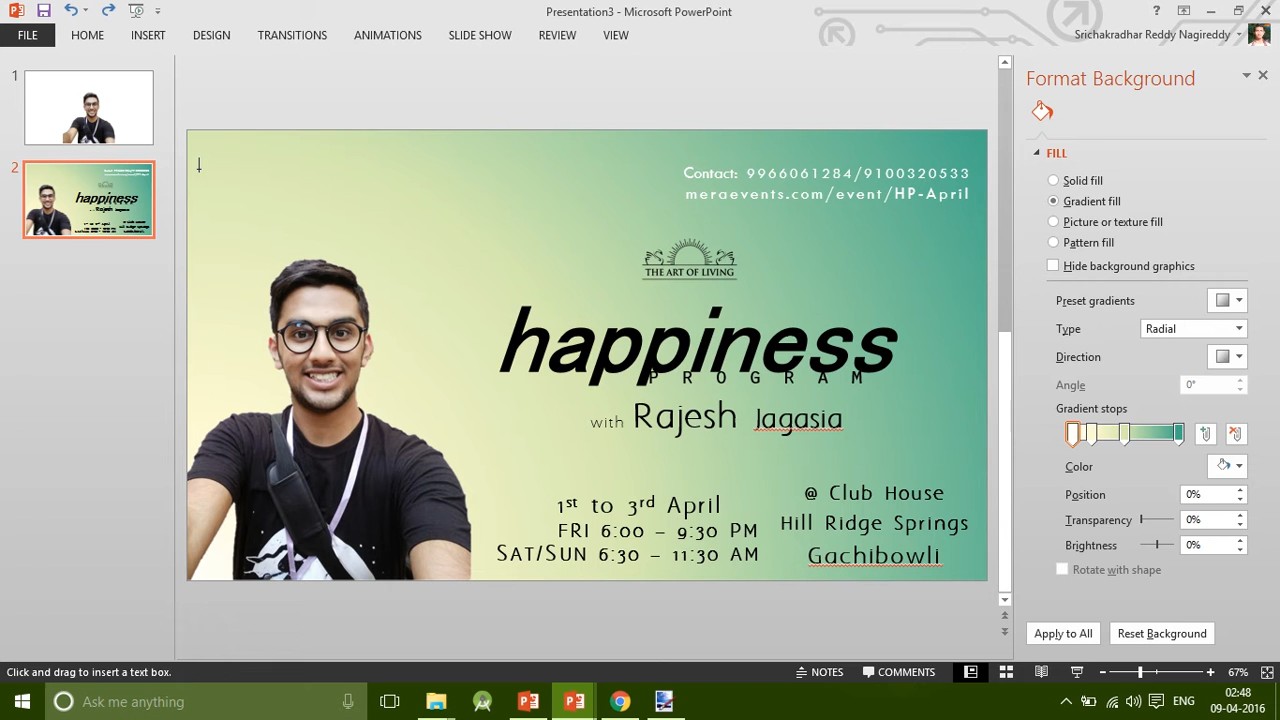 Presentation3 - Microsoft PowerPoint
?
FILE HOME INSERT DESIGN TRANSITIONS ANIMATIONS SLIDE SHOW REVIEW VIEW
Srichakradhar Reddy Nagireddy
1
2
Contact: 9966061284/9100320533
meraevents.com/event/HP-April
THE ART OF LIVING
happiness
PROGRAM
with Rajesh Jagasia
1st to 3rd April
FRI 6:00 – 9:30 PM
SAT/SUN 6:30 – 11:30 AM
@ Club House
Hill Ridge Springs
Gachibowli
Format Background
FILL
Solid fill
Gradient fill
Picture or texture fill
Pattern fill
Hide background graphics
Preset gradients
Type Radial
Direction
Angle 0°
Gradient stops
Color
Position 0%
Transparency 0%
Brightness 0%
Rotate with shape
Apply to All Reset Background
Click and drag to insert a text box.
NOTES COMMENTS 67%
Ask me anything
ENG
02:48
09-04-2016